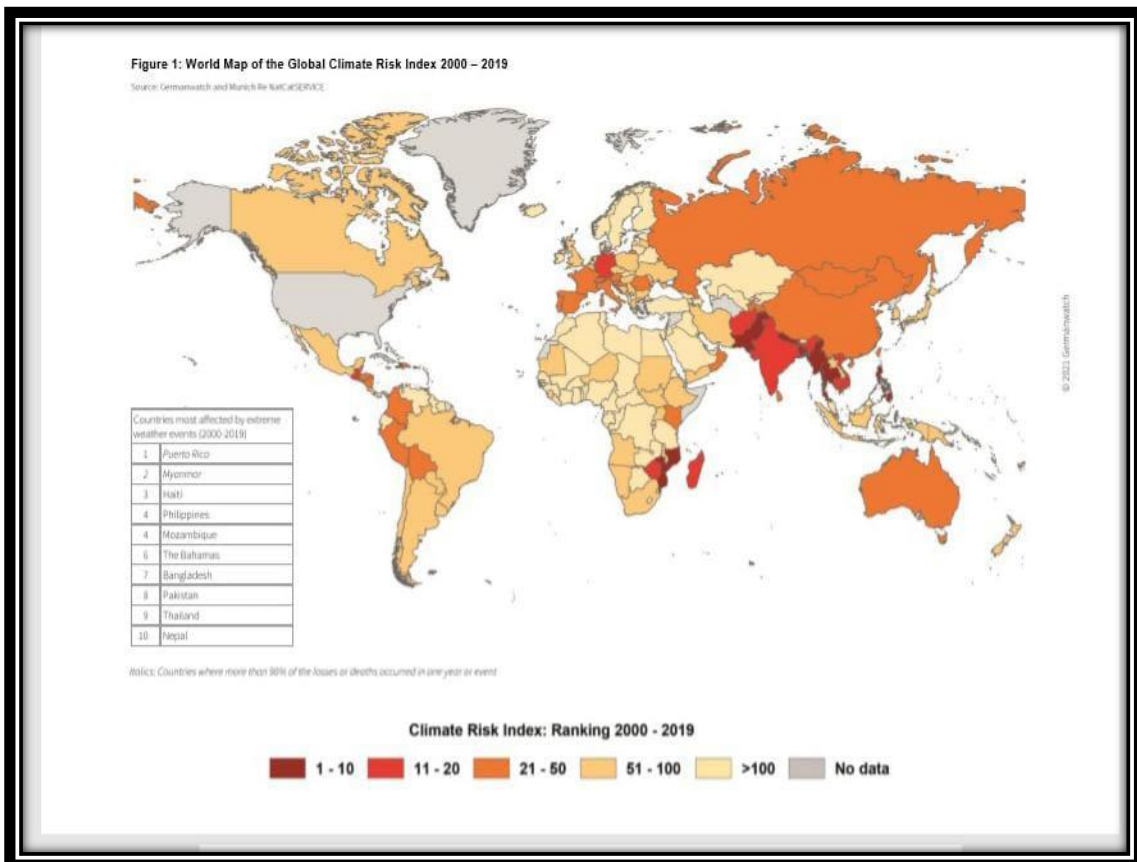 Figure 1: World Map of the Global Climate Risk Index 2000 – 2019
Source: Germanwatch and Munich Re NatCatSERVICE
© 2021 Germanwatch
Countries most affected by extreme
weather events (2000-2019)
1 Puerto Rico
2 Myanmar
3 Haiti
4 Philippines
4 Mozambique
6 The Bahamas
7 Bangladesh
8 Pakistan
9 Thailand
10 Nepal
Italics: Countries where more than 90% of the losses or deaths occurred in one year or event
Climate Risk Index: Ranking 2000 - 2019
1 - 10 11 - 20 21 - 50 51 - 100 >100 No data